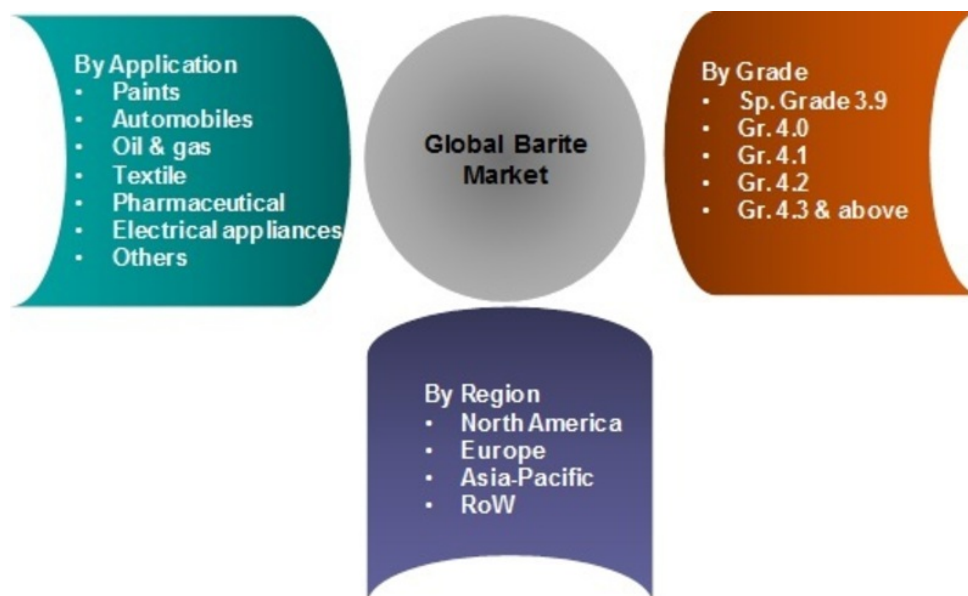 By Application
• Paints
• Automobiles
• Oil & gas
• Textile
• Pharmaceutical
• Electrical appliances
• Others
Global Barite
Market
By Grade
• Sp. Grade 3.9
• Gr. 4.0
• Gr. 4.1
• Gr. 4.2
• Gr. 4.3 & above
By Region
• North America
• Europe
• Asia-Pacific
• RoW